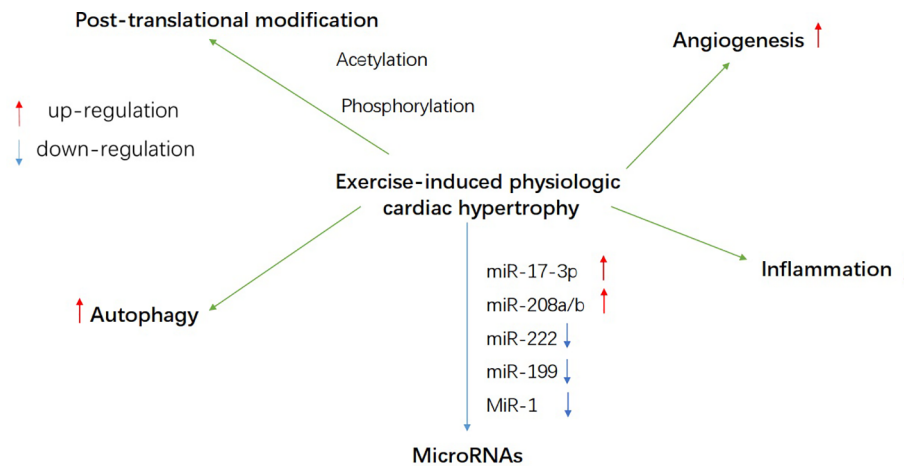 Post-translational modification
Acetylation
Phosphorylation
Angiogenesis
up-regulation
down-regulation
Exercise-induced physiologic
cardiac hypertrophy
Inflammation
Autophagy
miR-17-3p
miR-208a/b
miR-222
miR-199
MiR-1
MicroRNAs